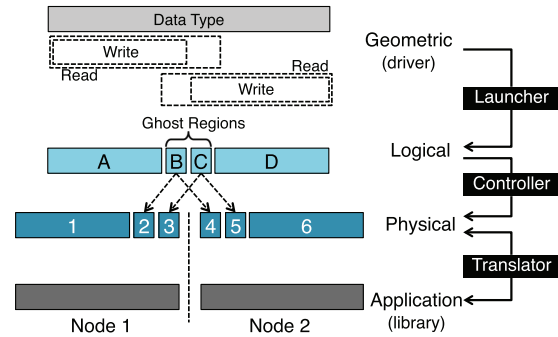 Data Type
Write
Read
Read
Write
Ghost Regions
A B C D
1 2 3 4 5 6
Node 1 Node 2
Geometric
(driver)
Launcher
Logical
Controller
Physical
Translator
Application
(library)